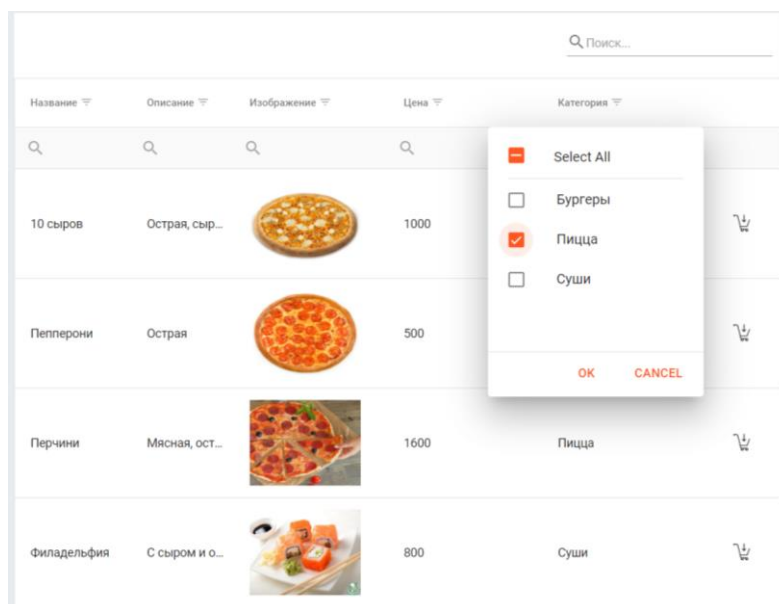 Поиск...
Название Описание Изображение Цена Категория
Select All
Бургеры
10 сыров Острая, сыр... 1000
Пицца
Суши
Пепперони Острая 500
OK CANCEL
Перчини Мясная, ост... 1600 Пицца
Филадельфия С сыром и о... 800 Суши